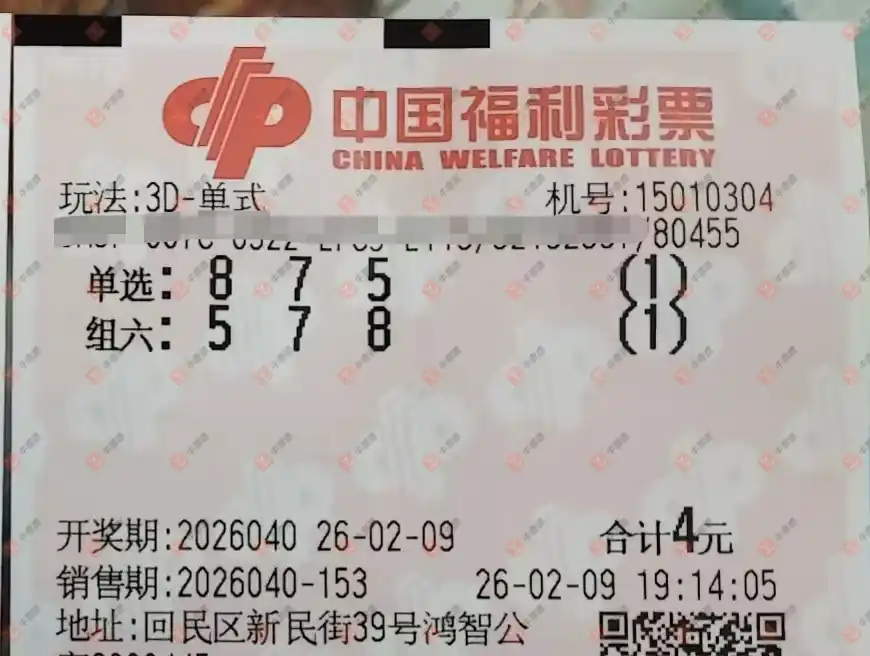 中国福利彩票
CHINA WELFARE LOTTERY
玩法:3D-单式 机号:15010304
/80455
单选: 8 7 5 (1)
组六: 5 7 8 (1)
开奖期:2026040 26-02-09 合计4元
销售期:2026040-153 26-02-09 19:14:05
地址:回民区新民街39号鸿智公